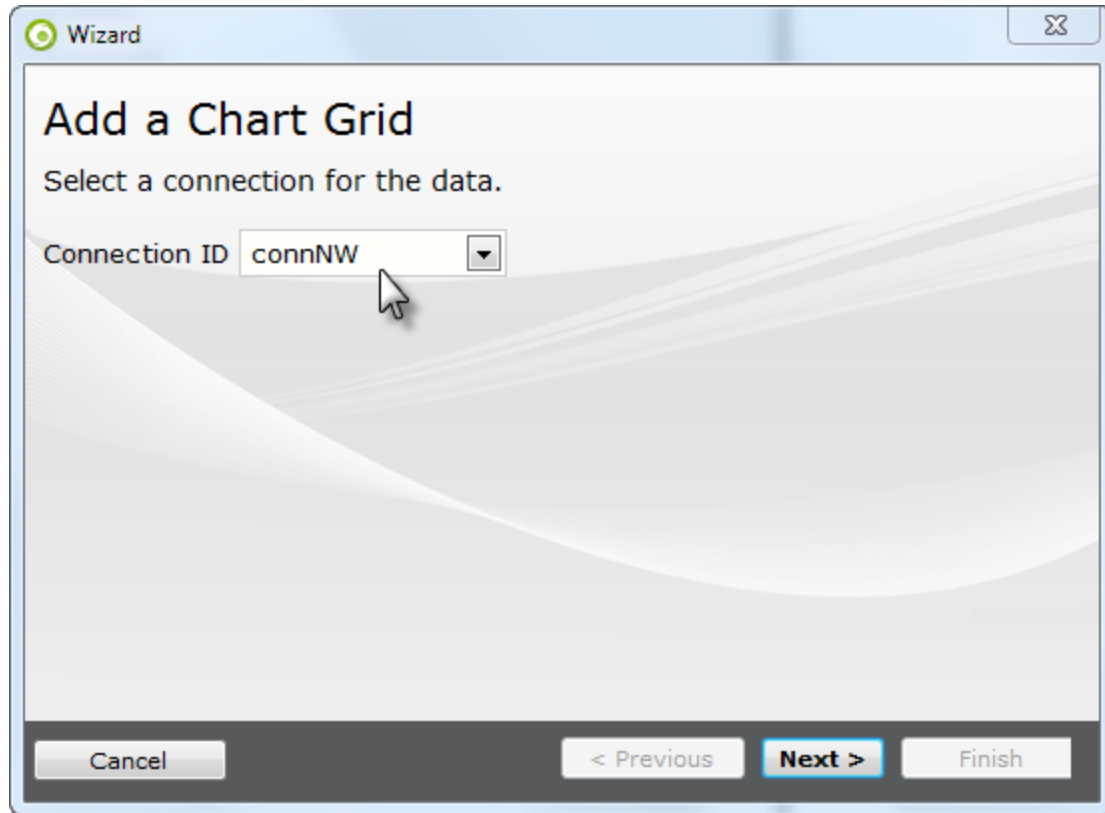 Wizard
Add a Chart Grid
Select a connection for the data.
Connection ID connNW
Cancel < Previous Next > Finish